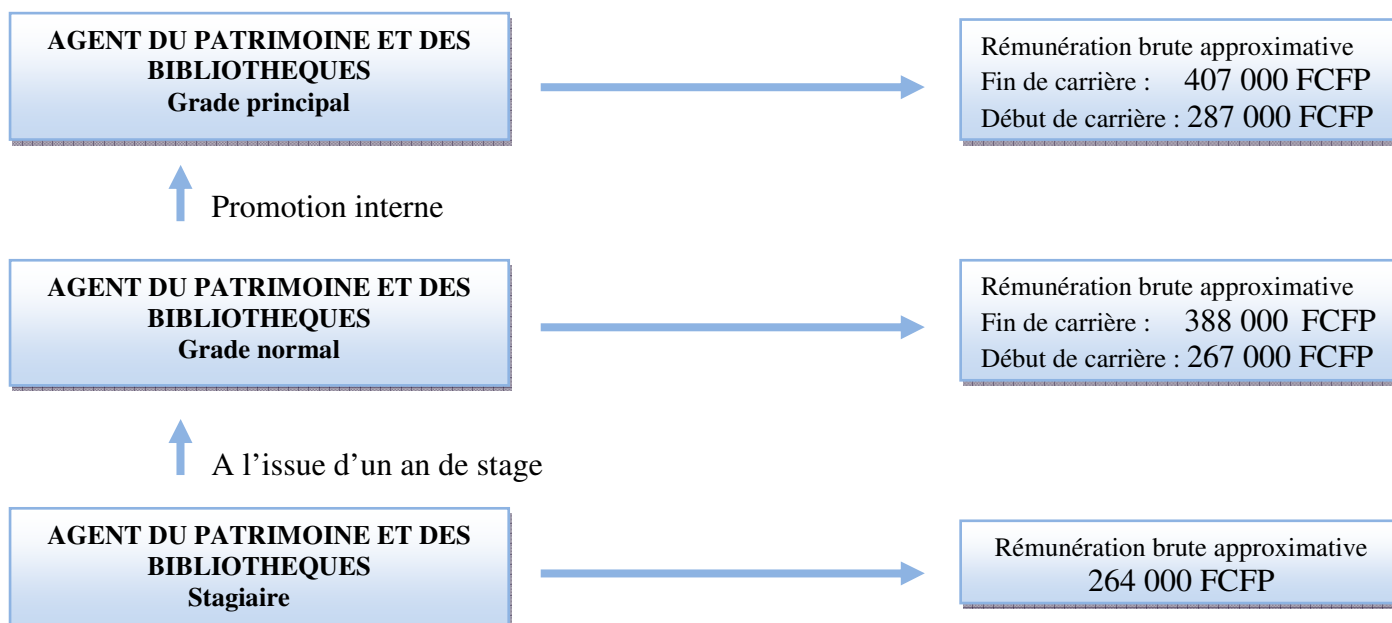 AGENT DU PATRIMOINE ET DES
BIBLIOTHEQUES
Grade principal
Rémunération brute approximative
Fin de carrière : 407 000 FCFP
Début de carrière : 287 000 FCFP
Promotion interne
AGENT DU PATRIMOINE ET DES
BIBLIOTHEQUES
Grade normal
Rémunération brute approximative
Fin de carrière : 388 000 FCFP
Début de carrière : 267 000 FCFP
A l’issue d’un an de stage
AGENT DU PATRIMOINE ET DES
BIBLIOTHEQUES
Stagiaire
Rémunération brute approximative
264 000 FCFP